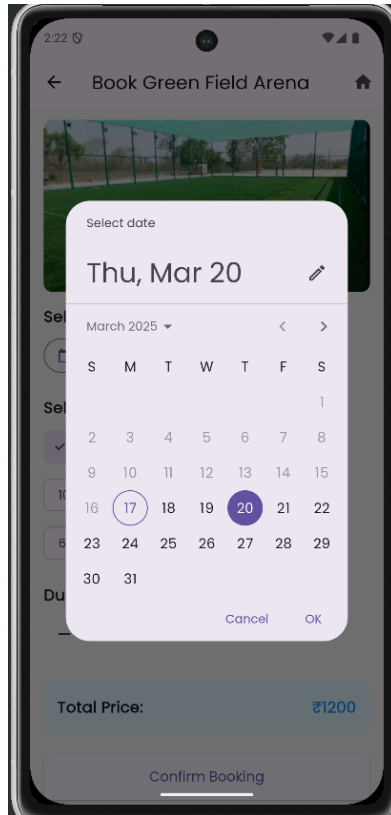 2:22
Book Green Field Arena
Select date
Thu, Mar 20
March 2025
S M T W T F S
1
2 3 4 5 6 7 8
9 10 11 12 13 14 15
16 17 18 19 20 21 22
23 24 25 26 27 28 29
30 31
Cancel OK
Sel
Sel
10
6
Du
Total Price: ₹1200
Confirm Booking